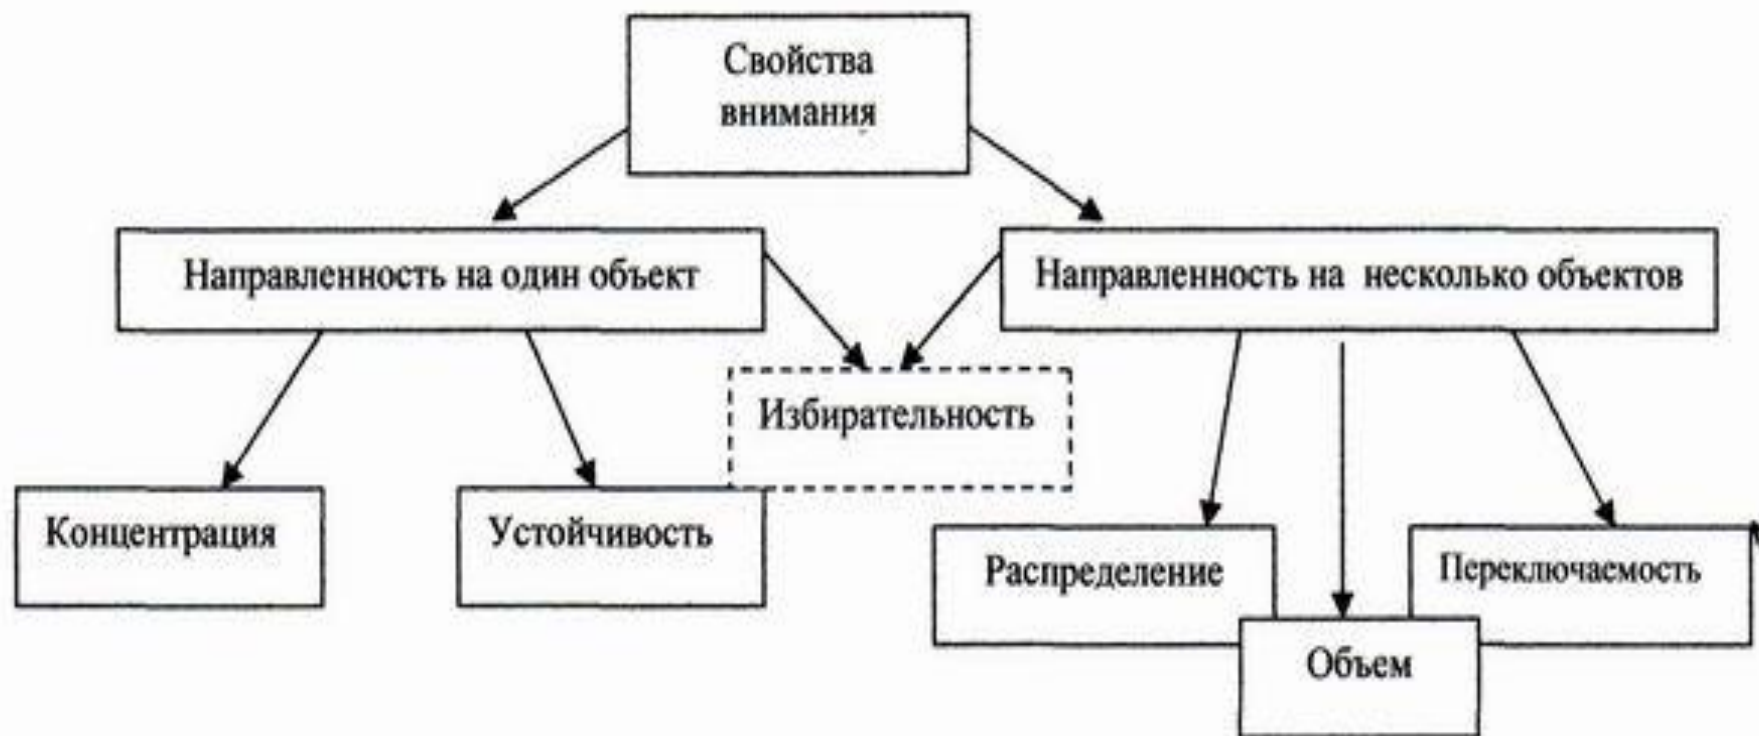 Свойства
внимания
Направленность на один объект
Направленность на несколько объектов
Избирательность
Концентрация
Устойчивость
Распределение
Переключаемость
Объем